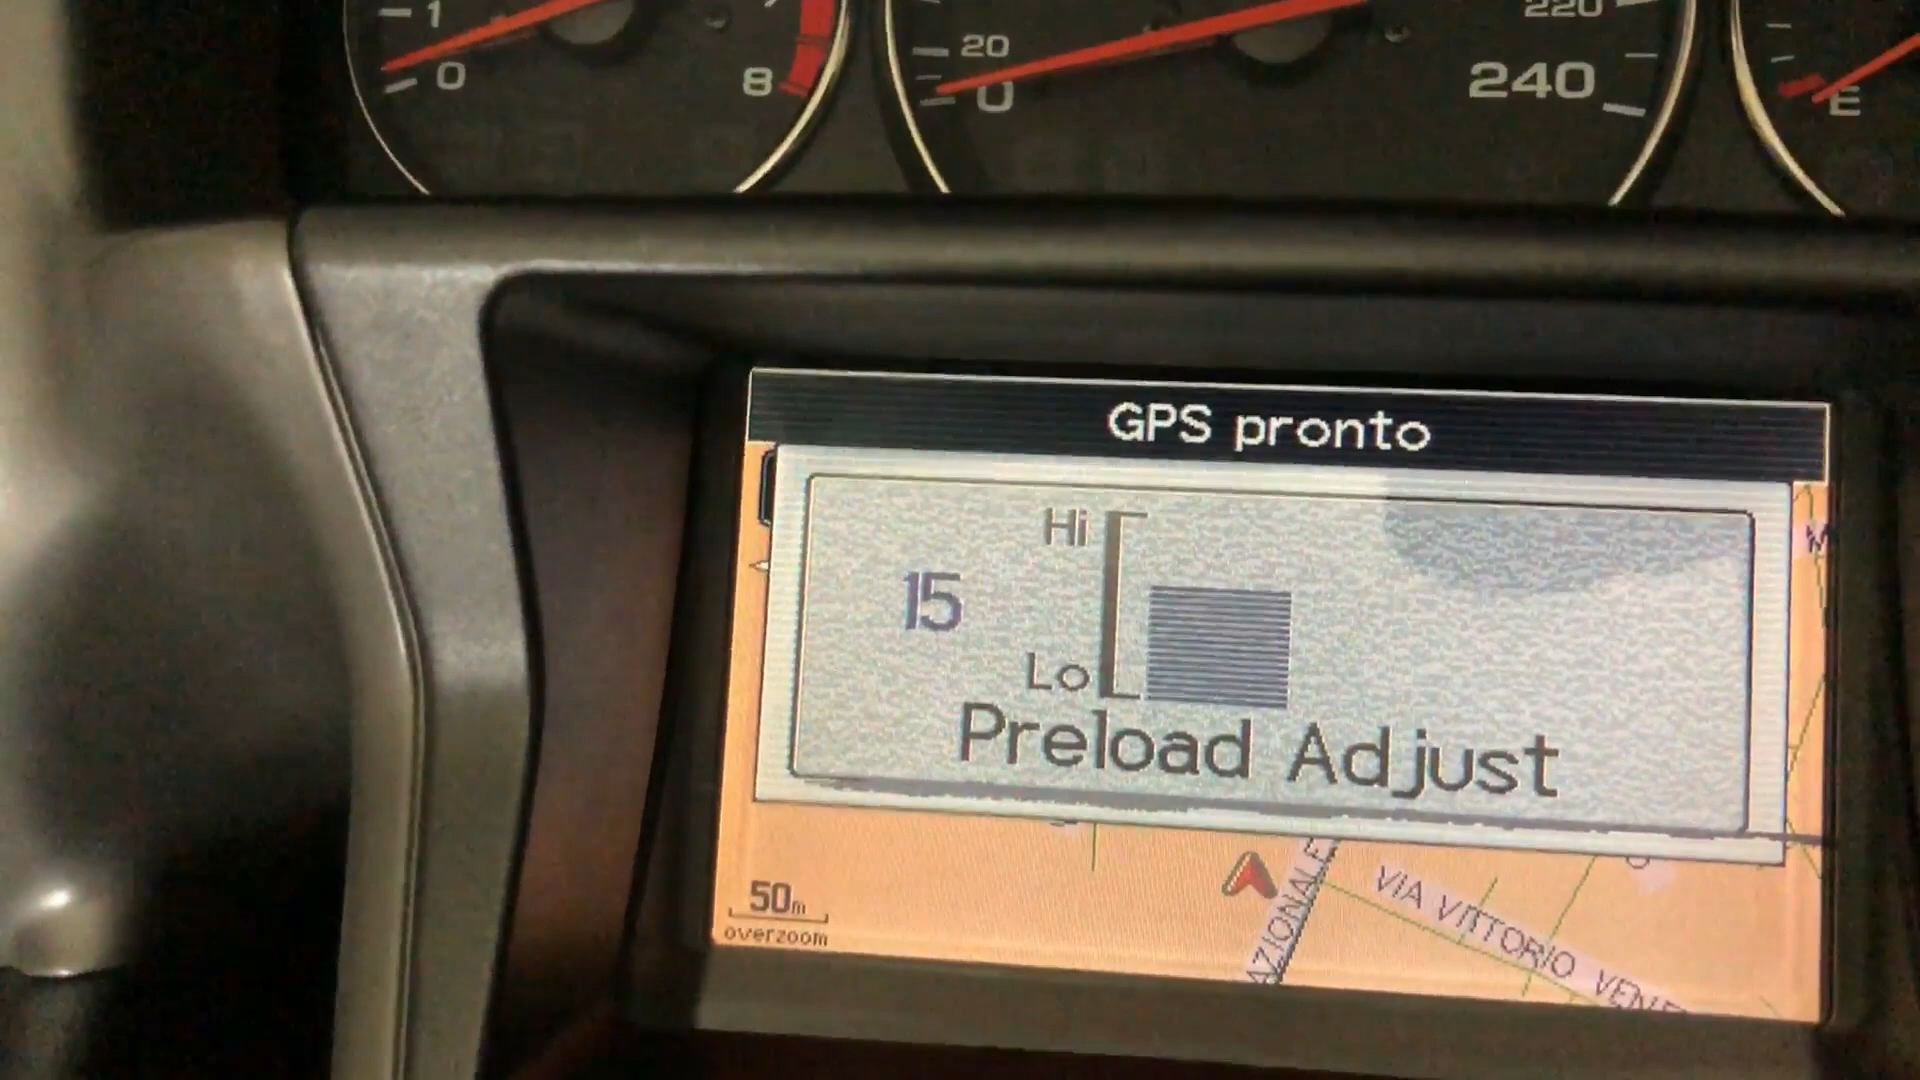 1
0
8
20
0
220
240
E
GPS pronto
Hi
15
Lo
Preload Adjust
50m
overzoom
AZIONALE
VIA VITTORIO VENE